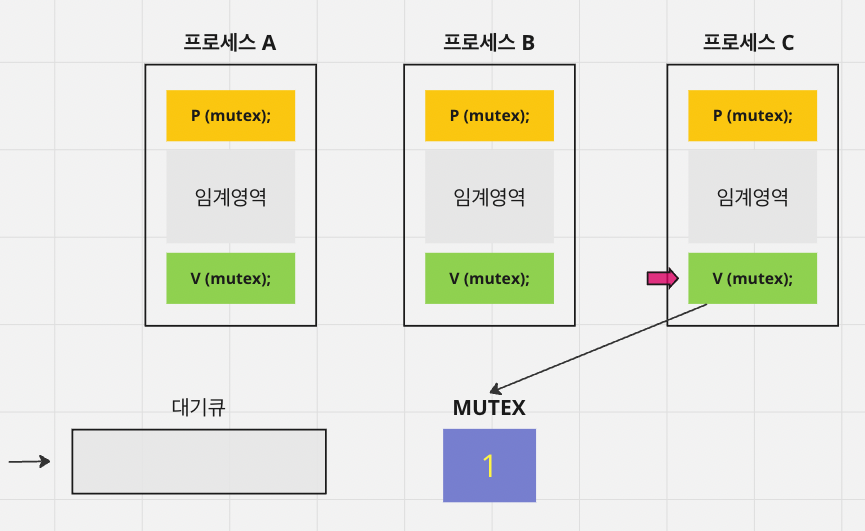 프로세스 A
프로세스 B
프로세스 C
P (mutex);
P (mutex);
P (mutex);
임계영역
임계영역
임계영역
V (mutex);
V (mutex);
V (mutex);
대기큐
MUTEX
1